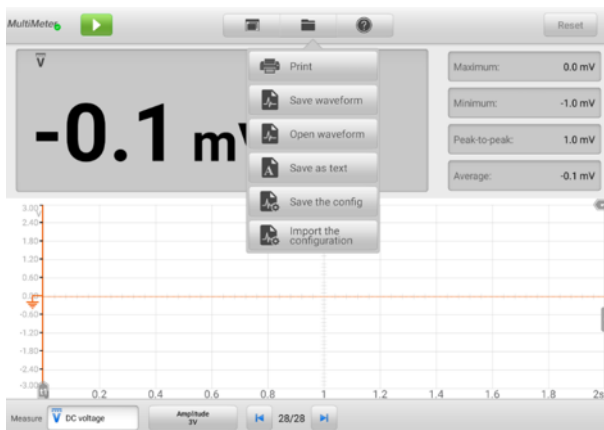 MultiMeter
Reset
V
-0.1 m
Print
Save waveform
Open waveform
A
Save as text
Save the config
Import the
configuration
Maximum: 0.0 mV
Minimum: -1.0 mV
Peak-to-peak: 1.0 mV
Average: -0.1 mV
3.00
V
2.40
1.80
1.20
0.60
0.00
-0.60
-1.20
-1.80
-2.40
-3.00
0.2 0.4 0.6 0.8 1 1.2 1.4 1.6 1.8 2s
Measure V DC voltage Amplitude
3V
28/28